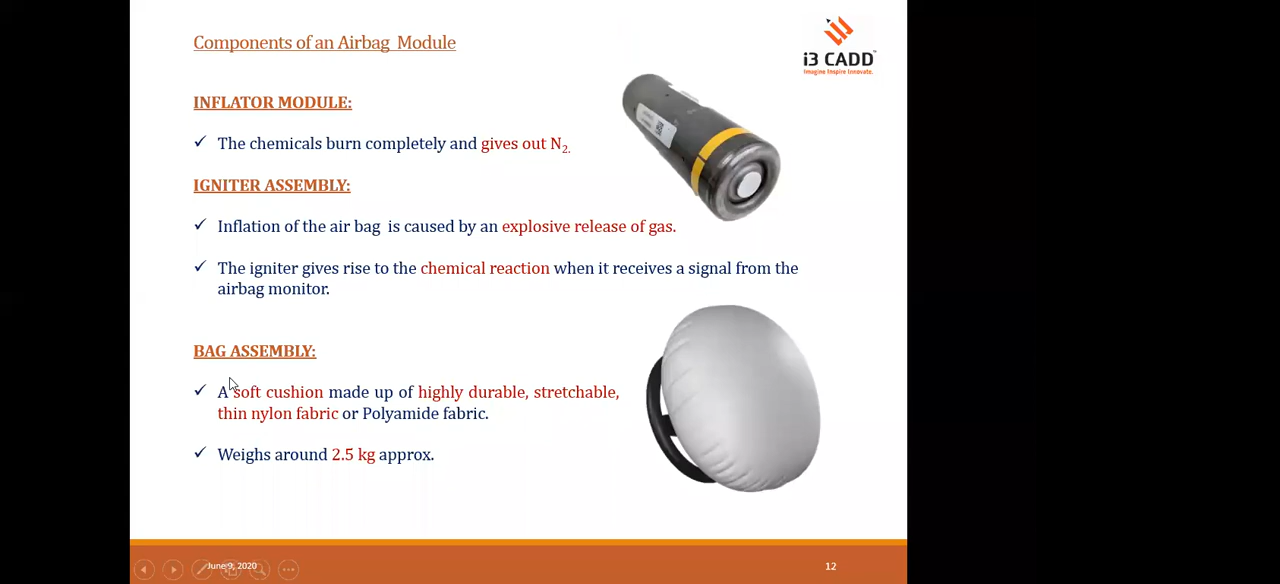 Components of an Airbag Module
i3 CADD
Imagine Inspire Innovate.
INFLATOR MODULE:
✓ The chemicals burn completely and gives out N2.
IGNITER ASSEMBLY:
✓ Inflation of the air bag is caused by an explosive release of gas.
✓ The igniter gives rise to the chemical reaction when it receives a signal from the
airbag monitor.
BAG ASSEMBLY:
✓ A soft cushion made up of highly durable, stretchable,
thin nylon fabric or Polyamide fabric.
✓ Weighs around 2.5 kg approx.
June 9, 2020
12